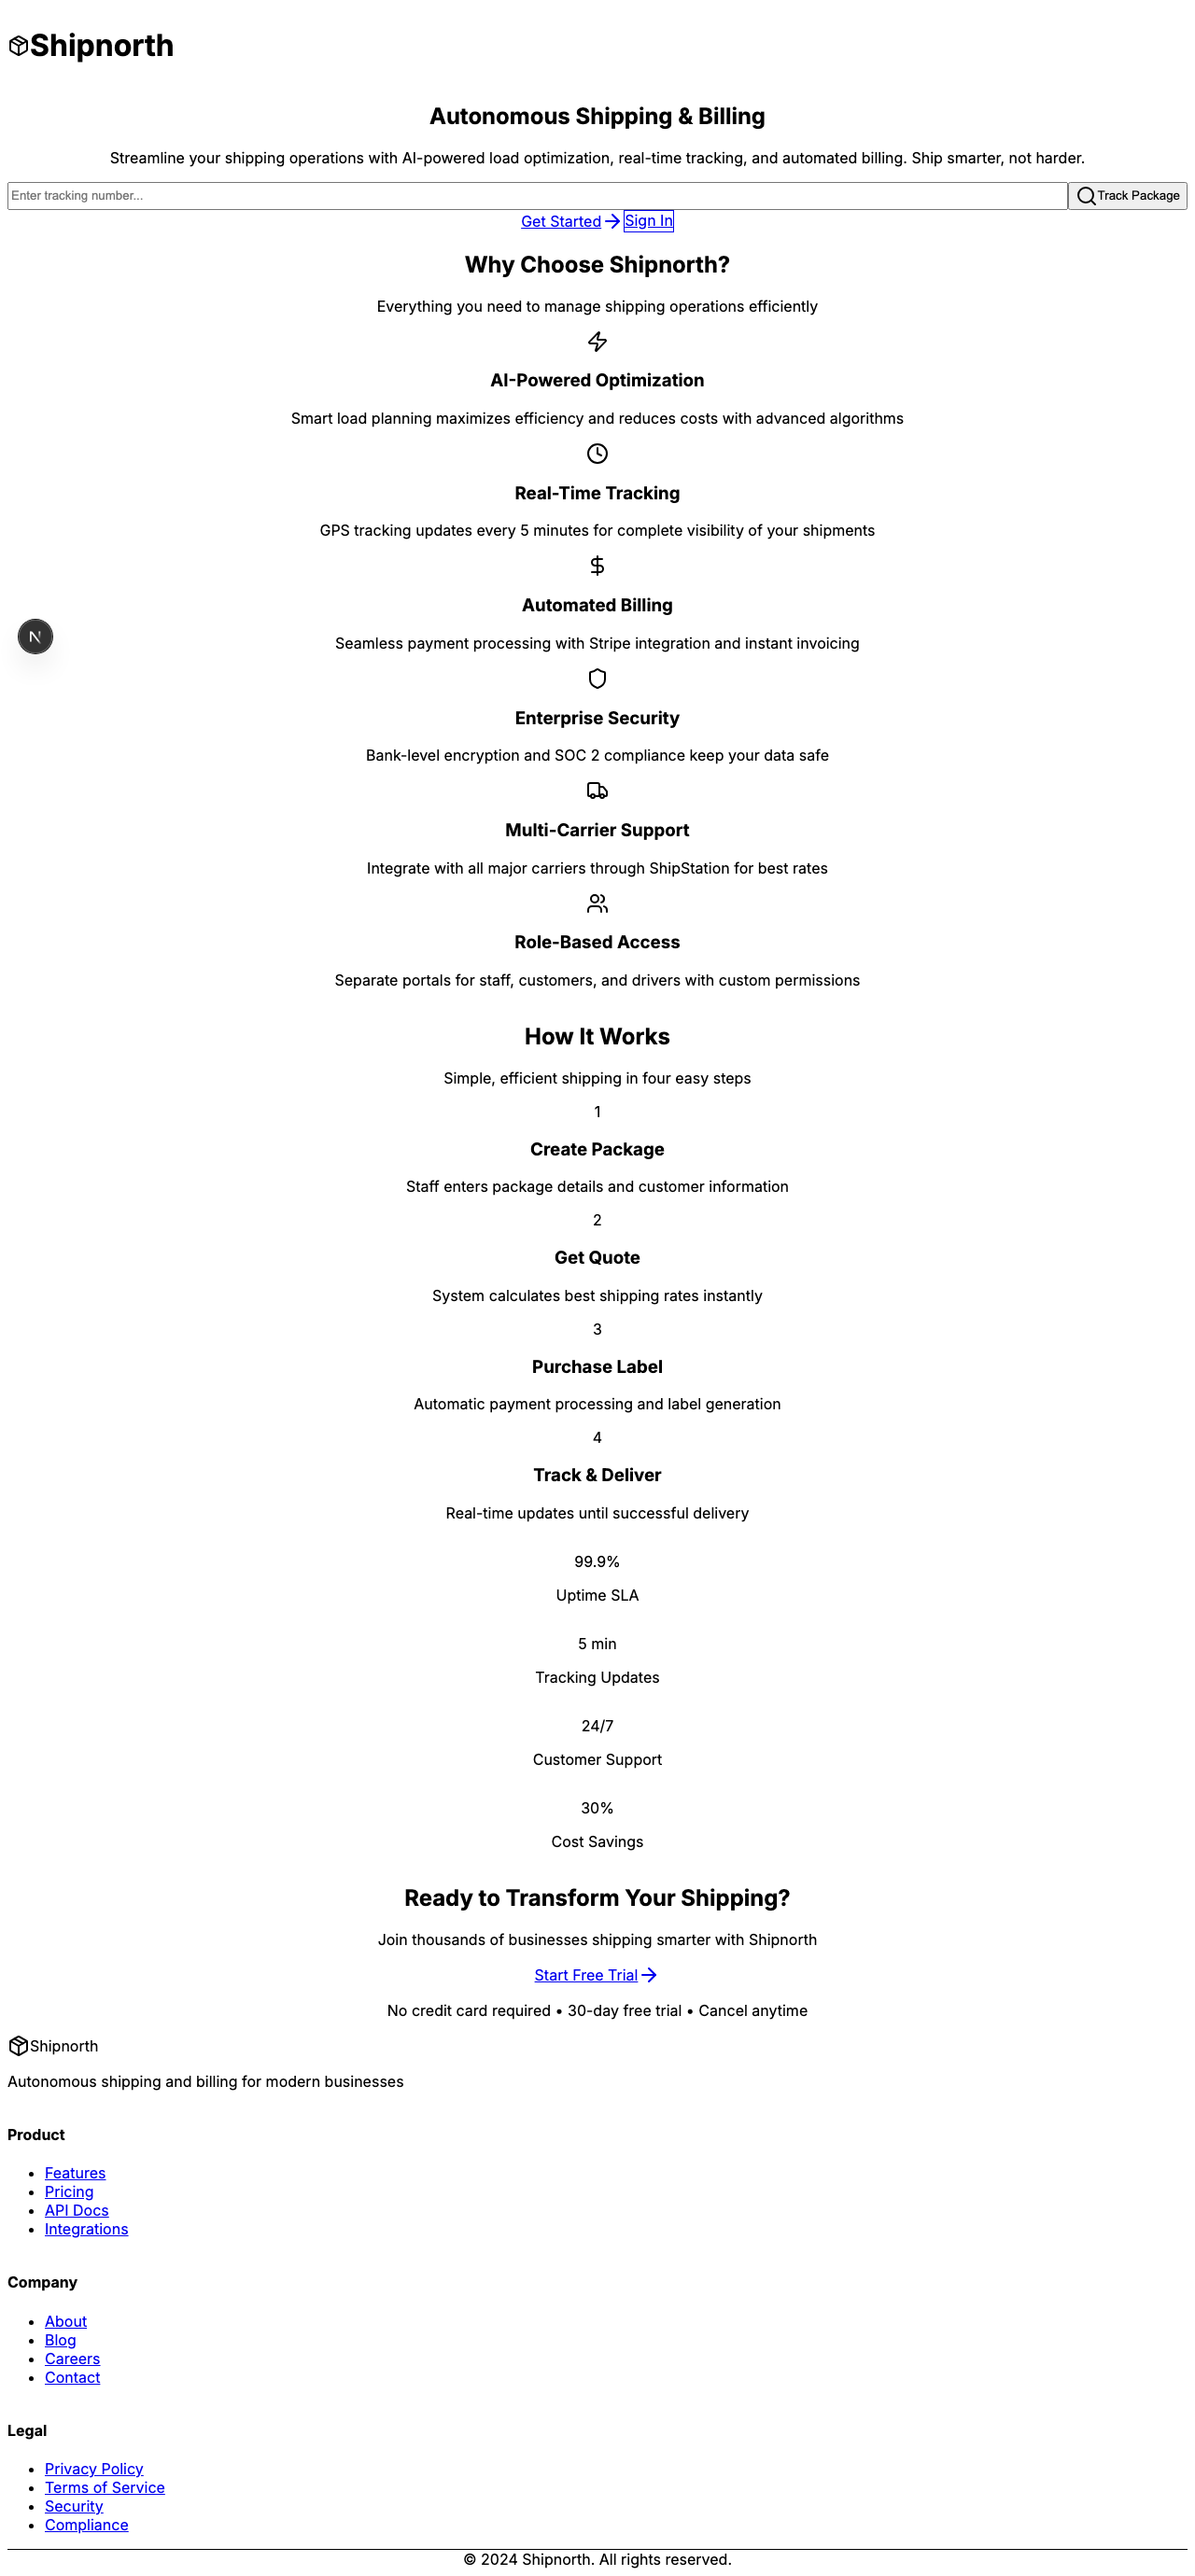 Shipnorth
Autonomous Shipping & Billing
Streamline your shipping operations with AI-powered load optimization, real-time tracking, and automated billing. Ship smarter, not harder.
Enter tracking number... Track Package
Get Started Sign In
Why Choose Shipnorth?
Everything you need to manage shipping operations efficiently
AI-Powered Optimization
Smart load planning maximizes efficiency and reduces costs with advanced algorithms
Real-Time Tracking
GPS tracking updates every 5 minutes for complete visibility of your shipments
Automated Billing
N
Seamless payment processing with Stripe integration and instant invoicing
Enterprise Security
Bank-level encryption and SOC 2 compliance keep your data safe
Multi-Carrier Support
Integrate with all major carriers through ShipStation for best rates
Role-Based Access
Separate portals for staff, customers, and drivers with custom permissions
How It Works
Simple, efficient shipping in four easy steps
1
Create Package
Staff enters package details and customer information
2
Get Quote
System calculates best shipping rates instantly
3
Purchase Label
Automatic payment processing and label generation
4
Track & Deliver
Real-time updates until successful delivery
99.9%
Uptime SLA
5 min
Tracking Updates
24/7
Customer Support
30%
Cost Savings
Ready to Transform Your Shipping?
Join thousands of businesses shipping smarter with Shipnorth
Start Free Trial
No credit card required • 30-day free trial • Cancel anytime
Shipnorth
Autonomous shipping and billing for modern businesses
Product
• Features
• Pricing
• API Docs
• Integrations
Company
• About
• Blog
• Careers
• Contact
Legal
• Privacy Policy
• Terms of Service
• Security
• Compliance
© 2024 Shipnorth. All rights reserved.